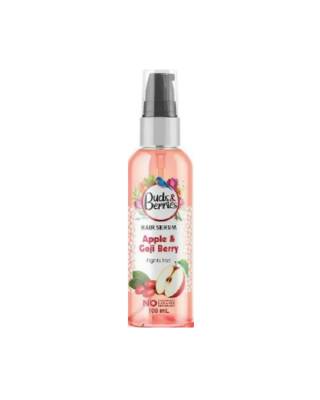 Buds &
Berries
HAIR SERUM
Apple &
Goji Berry
Fights Frizz
NO
100 mL